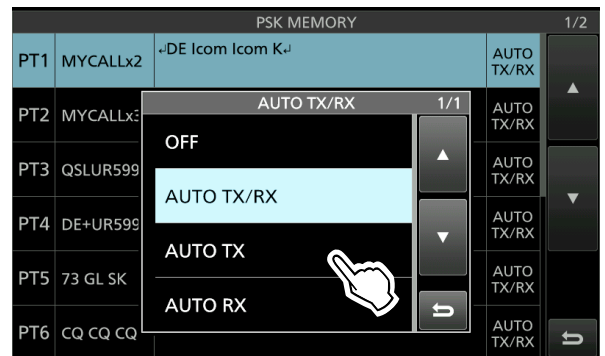 PSK MEMORY 1/2
PT1 MYCALLx2 ↲DE Icom Icom K↲ AUTO TX/RX
PT2 MYCALLx3 AUTO TX/RX
PT3 QSLUR599 AUTO TX/RX
PT4 DE+UR599 AUTO TX/RX
PT5 73 GL SK AUTO TX/RX
PT6 CQ CQ CQ AUTO TX/RX
AUTO TX/RX 1/1
OFF
AUTO TX/RX
AUTO TX
AUTO RX